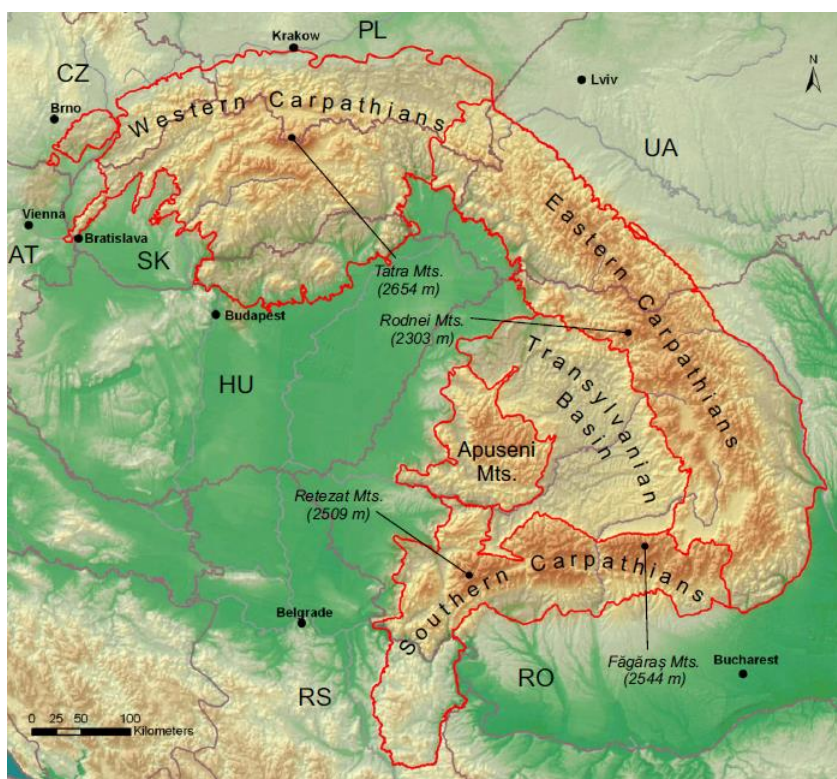 PL
Krakow
CZ
Lviv
N
Brno
Western Carpathians
UA
Vienna
Eastern Carpathians
Bratislava
AT
SK
Tatra Mts.
(2654 m)
Budapest
Rodnei Mts.
(2303 m)
Transylvanian
Basin
HU
Apuseni
Mts.
Retezat Mts.
(2509 m)
Southern Carpathians
Belgrade
Făgăraș Mts.
(2544 m)
Bucharest
RO
RS
0 25 50 100
Kilometers